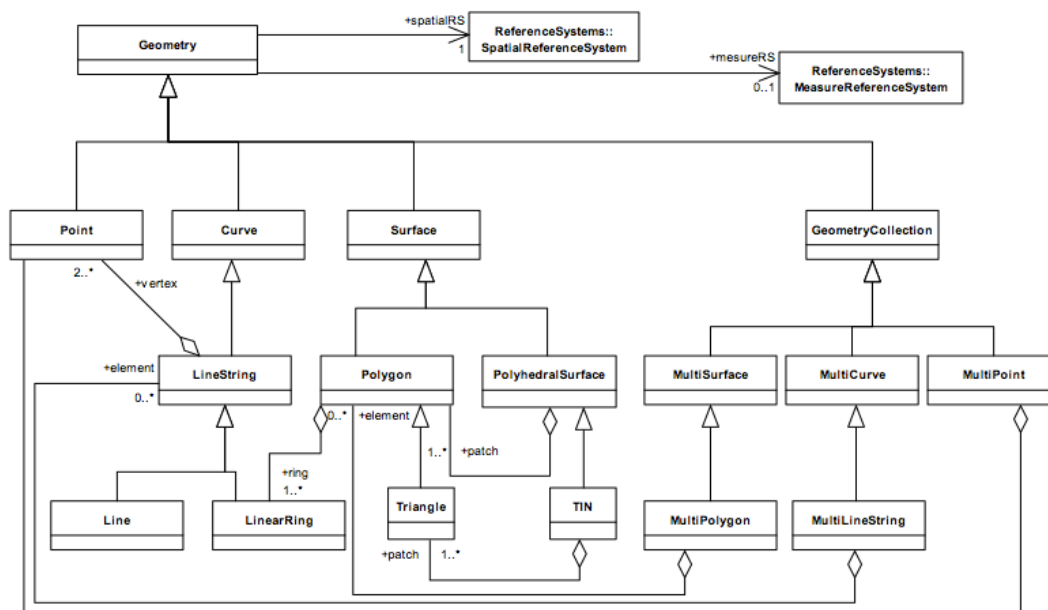 +spatialRS
1
ReferenceSystems::
SpatialReferenceSystem
Geometry
+mesureRS
0..1
ReferenceSystems::
MeasureReferenceSystem
Point
Curve
Surface
GeometryCollection
2..*
+vertex
+element
0..*
LineString
Polygon
PolyhedralSurface
MultiSurface
MultiCurve
MultiPoint
0..*
+element
1..*
+patch
+ring
1..*
Line
LinearRing
Triangle
TIN
MultiPolygon
MultiLineString
+patch
1..*